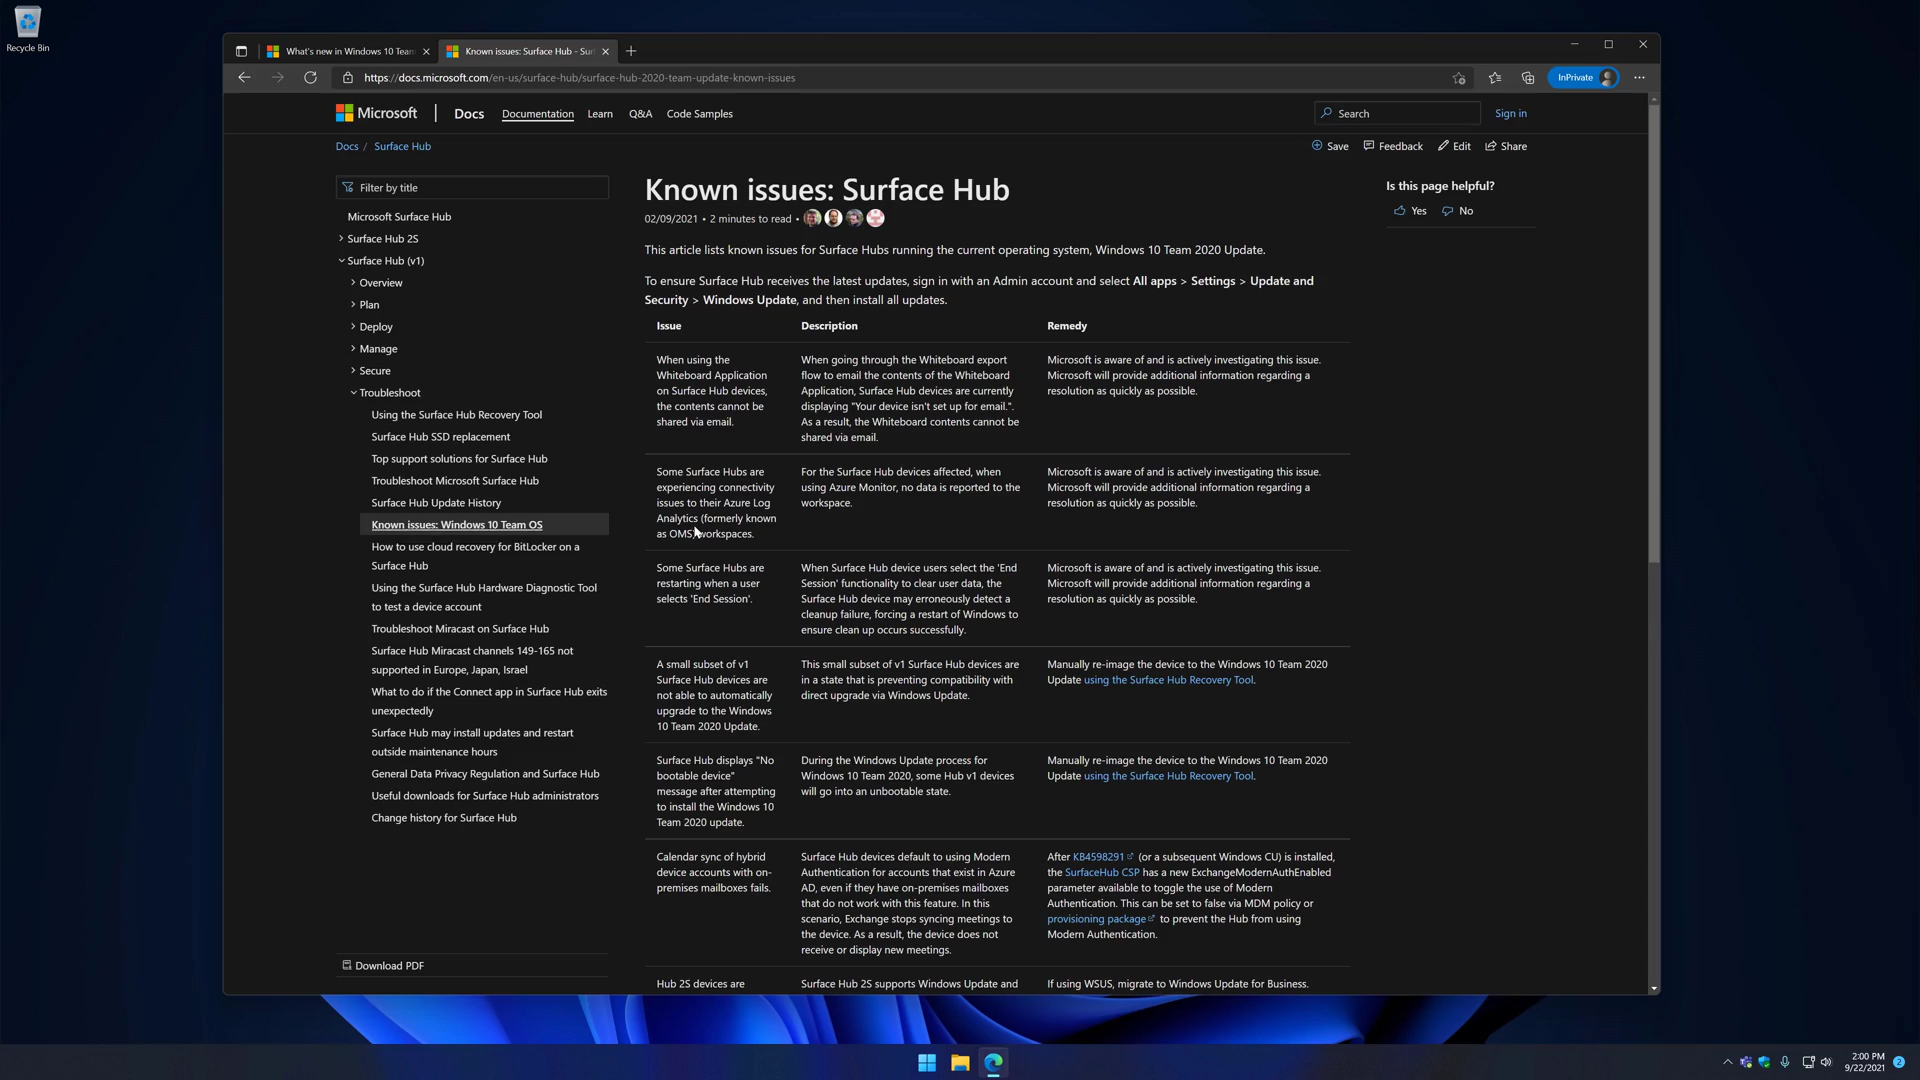 Recycle Bin
What's new in Windows 10 Team
Known issues: Surface Hub - Sur
https://docs.microsoft.com/en-us/surface-hub/surface-hub-2020-team-update-known-issues
InPrivate
Microsoft
Docs
Documentation
Learn
Q&A
Code Samples
Search
Sign in
Docs / Surface Hub
Save
Feedback
Edit
Share
Filter by title
Microsoft Surface Hub
Surface Hub 2S
Surface Hub (v1)
Overview
Plan
Deploy
Manage
Secure
Troubleshoot
Using the Surface Hub Recovery Tool
Surface Hub SSD replacement
Top support solutions for Surface Hub
Troubleshoot Microsoft Surface Hub
Surface Hub Update History
Known issues: Windows 10 Team OS
How to use cloud recovery for BitLocker on a
Surface Hub
Using the Surface Hub Hardware Diagnostic Tool
to test a device account
Troubleshoot Miracast on Surface Hub
Surface Hub Miracast channels 149-165 not
supported in Europe, Japan, Israel
What to do if the Connect app in Surface Hub exits
unexpectedly
Surface Hub may install updates and restart
outside maintenance hours
General Data Privacy Regulation and Surface Hub
Useful downloads for Surface Hub administrators
Change history for Surface Hub
Download PDF
Known issues: Surface Hub
02/09/2021 • 2 minutes to read •
Is this page helpful?
Yes
No
This article lists known issues for Surface Hubs running the current operating system, Windows 10 Team 2020 Update.
To ensure Surface Hub receives the latest updates, sign in with an Admin account and select All apps > Settings > Update and
Security > Windows Update, and then install all updates.
Issue
Description
Remedy
When using the
Whiteboard Application
on Surface Hub devices,
the contents cannot be
shared via email.
When going through the Whiteboard export
flow to email the contents of the Whiteboard
Application, Surface Hub devices are currently
displaying "Your device isn't set up for email.".
As a result, the Whiteboard contents cannot be
shared via email.
Microsoft is aware of and is actively investigating this issue.
Microsoft will provide additional information regarding a
resolution as quickly as possible.
Some Surface Hubs are
experiencing connectivity
issues to their Azure Log
Analytics (formerly known
as OMS) workspaces.
For the Surface Hub devices affected, when
using Azure Monitor, no data is reported to the
workspace.
Microsoft is aware of and is actively investigating this issue.
Microsoft will provide additional information regarding a
resolution as quickly as possible.
Some Surface Hubs are
restarting when a user
selects 'End Session'.
When Surface Hub device users select the 'End
Session' functionality to clear user data, the
Surface Hub device may erroneously detect a
cleanup failure, forcing a restart of Windows to
ensure clean up occurs successfully.
Microsoft is aware of and is actively investigating this issue.
Microsoft will provide additional information regarding a
resolution as quickly as possible.
A small subset of v1
Surface Hub devices are
not able to automatically
upgrade to the Windows
10 Team 2020 Update.
This small subset of v1 Surface Hub devices are
in a state that is preventing compatibility with
direct upgrade via Windows Update.
Manually re-image the device to the Windows 10 Team 2020
Update using the Surface Hub Recovery Tool.
Surface Hub displays "No
bootable device"
message after attempting
to install the Windows 10
Team 2020 update.
During the Windows Update process for
Windows 10 Team 2020, some Hub v1 devices
will go into an unbootable state.
Manually re-image the device to the Windows 10 Team 2020
Update using the Surface Hub Recovery Tool.
Calendar sync of hybrid
device accounts with on-
premises mailboxes fails.
Surface Hub devices default to using Modern
Authentication for accounts that exist in Azure
AD, even if they have on-premises mailboxes
that do not work with this feature. In this
scenario, Exchange stops syncing meetings to
the device. As a result, the device does not
receive or display new meetings.
After KB4598291 (or a subsequent Windows CU) is installed,
the SurfaceHub CSP has a new ExchangeModernAuthEnabled
parameter available to toggle the use of Modern
Authentication. This can be set to false via MDM policy or
provisioning package to prevent the Hub from using
Modern Authentication.
Hub 2S devices are
Surface Hub 2S supports Windows Update and
If using WSUS, migrate to Windows Update for Business.
2:00 PM
9/22/2021
2